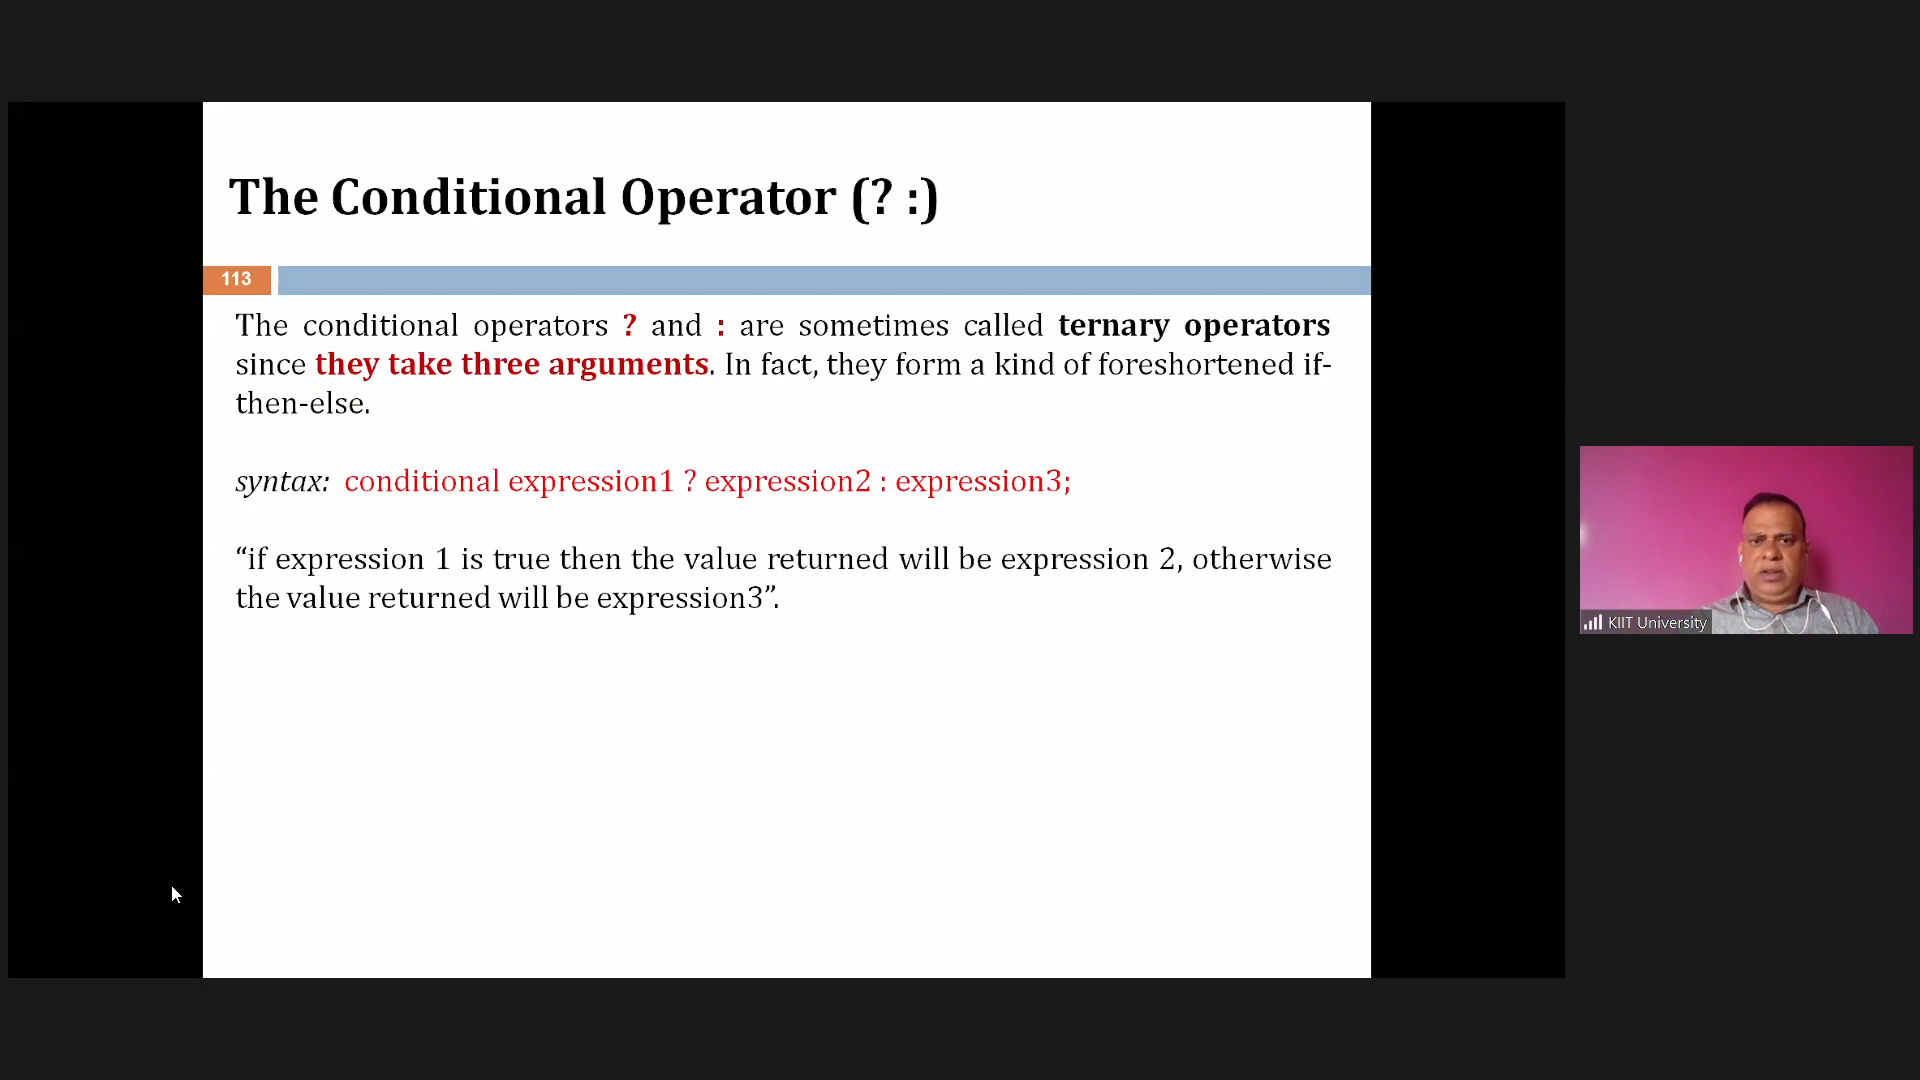 The Conditional Operator (? :)
113
The conditional operators ? and : are sometimes called ternary operators
since they take three arguments. In fact, they form a kind of foreshortened if-
then-else.
syntax: conditional expression1 ? expression2 : expression3;
“if expression 1 is true then the value returned will be expression 2, otherwise
the value returned will be expression3”.
KIIT University